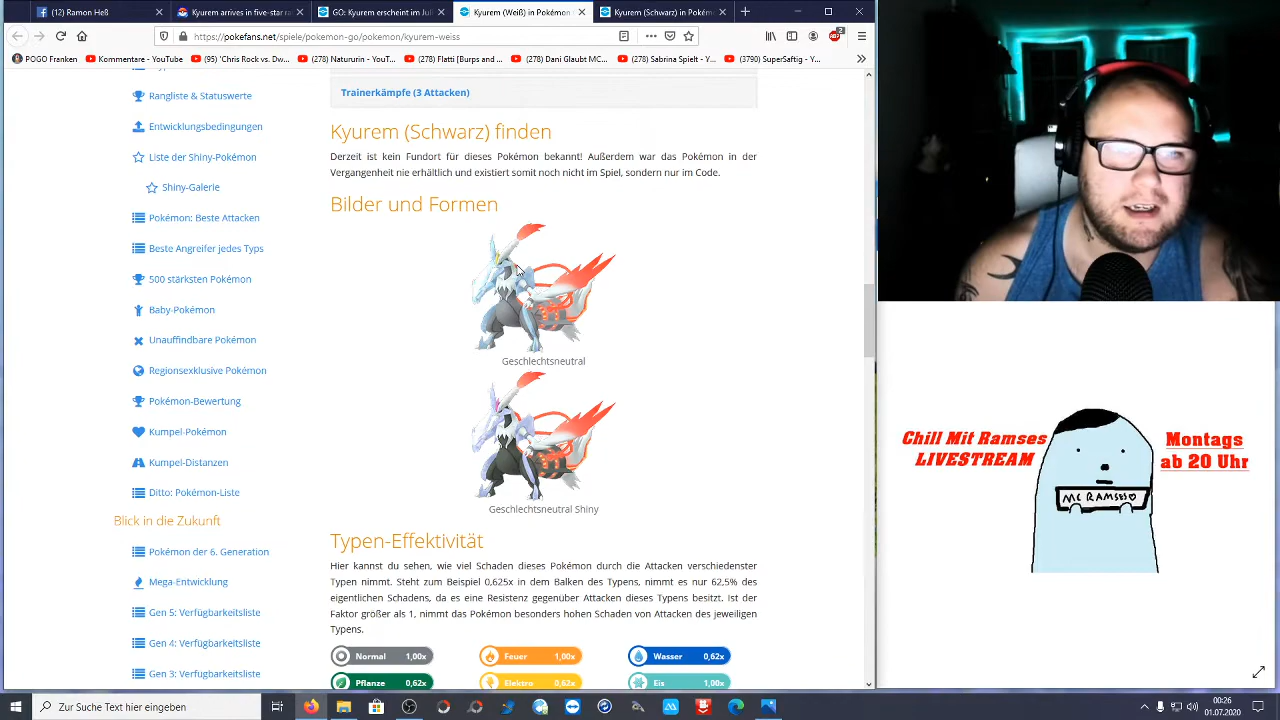 (12) Ramon Heß
Kyurem arrives in five-star ra
GO: Kyurem erscheint im Juli
Kyurem (Weiß) in Pokémon
Kyurem (Schwarz) in Pokém
https://pokefans.net/spiele/pokemon-go/pokemon/kyurem-weiss
POGO Franken
Kommentare - YouTube
(95) 'Chris Rock vs. Dw...
(278) Naturwin - YouT...
(278) Flatti [Burps and ...
(278) Dani Glaubt MC...
(278) Sabrina Spielt - Y...
(3790) SuperSaftig - Y...
Rangliste & Statuswerte
Entwicklungsbedingungen
Liste der Shiny-Pokémon
Shiny-Galerie
Pokémon: Beste Attacken
Beste Angreifer jedes Typs
500 stärksten Pokémon
Baby-Pokémon
Unauffindbare Pokémon
Regionsexklusive Pokémon
Pokémon-Bewertung
Kumpel-Pokémon
Kumpel-Distanzen
Ditto: Pokémon-Liste
Blick in die Zukunft
Pokémon der 6. Generation
Mega-Entwicklung
Gen 5: Verfügbarkeitsliste
Gen 4: Verfügbarkeitsliste
Gen 3: Verfügbarkeitsliste
Trainerkämpfe (3 Attacken)
Kyurem (Schwarz) finden
Derzeit ist kein Fundort für dieses Pokémon bekannt! Außerdem war das Pokémon in der
Vergangenheit nie erhältlich und existiert somit noch nicht im Spiel, sondern nur im Code.
Bilder und Formen
Geschlechtsneutral
Geschlechtsneutral Shiny
Typen-Effektivität
Hier kannst du sehen, wie viel Schaden dieses Pokémon durch die Attacken verschiedenster
Typen nimmt. Steht zum Beispiel 0,625x in dem Balken des Typens, nimmt es nur 62,5% des
eigentlichen Schadens, da es eine Resistenz gegenüber Attacken dieses Typens besitzt. Ist der
Faktor größer als 1, nimmt das Pokémon besonders hohen Schaden von Attacken des jeweiligen
Typens.
Normal 1,00x
Feuer 1,00x
Wasser 0,62x
Pflanze 0,62x
Elektro 0,62x
Eis 1,00x
Chill Mit Ramses
LIVESTREAM
MC RAMSES
Montags
ab 20 Uhr
Zur Suche Text hier eingeben
00:26
01.07.2020